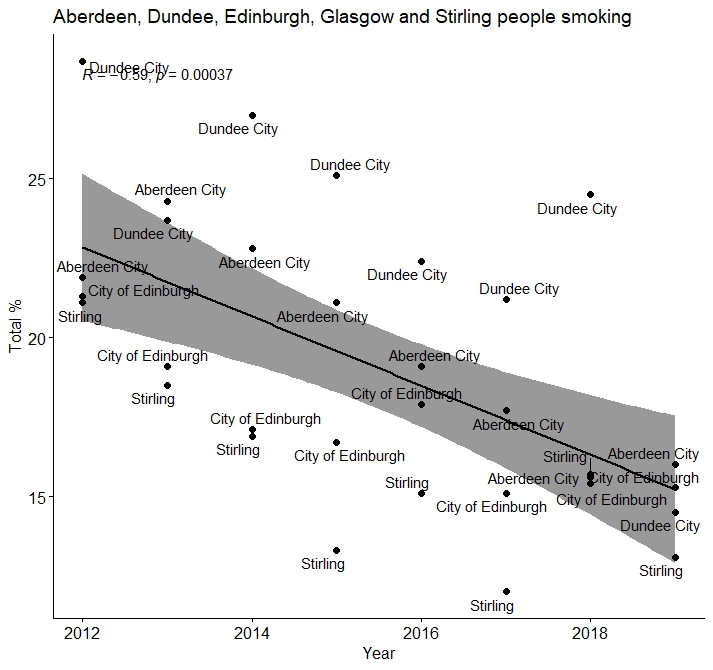 Aberdeen, Dundee, Edinburgh, Glasgow and Stirling people smoking
Dundee City
R = −0.59, p = 0.00037
Dundee City
Dundee City
25
Aberdeen City
Dundee City
Dundee City
Aberdeen City
Aberdeen City
Dundee City
City of Edinburgh
Dundee City
Stirling
Aberdeen City
20
City of Edinburgh
Aberdeen City
Stirling
City of Edinburgh
City of Edinburgh
Aberdeen City
Stirling
City of Edinburgh
Stirling
Aberdeen City
Stirling
Aberdeen City
City of Edinburgh
15
City of Edinburgh
City of Edinburgh
Dundee City
Stirling
Stirling
Stirling
Total %
2012
2014
2016
2018
Year